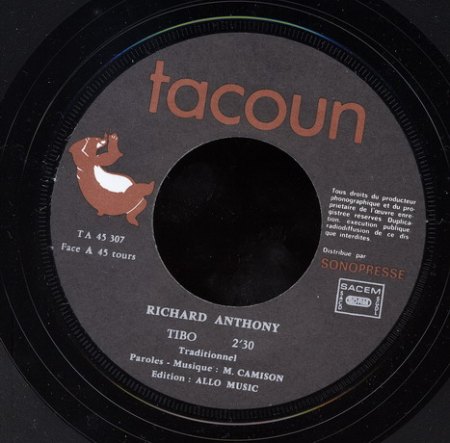 tacoun
TA 45 307
Face A 45 tours
Tous droits du producteur
phonographique et du pro-
priétaire de l'œuvre enre-
gistrée réservés Duplica-
tion, exécution publique
radiodiffusion de ce dis
que interdites
Distribué par
SONOPRESSE
SACEM
RICHARD ANTHONY
TIBO 2'30
Traditionnel
Paroles - Musique : M. CAMISON
Edition : ALLO MUSIC